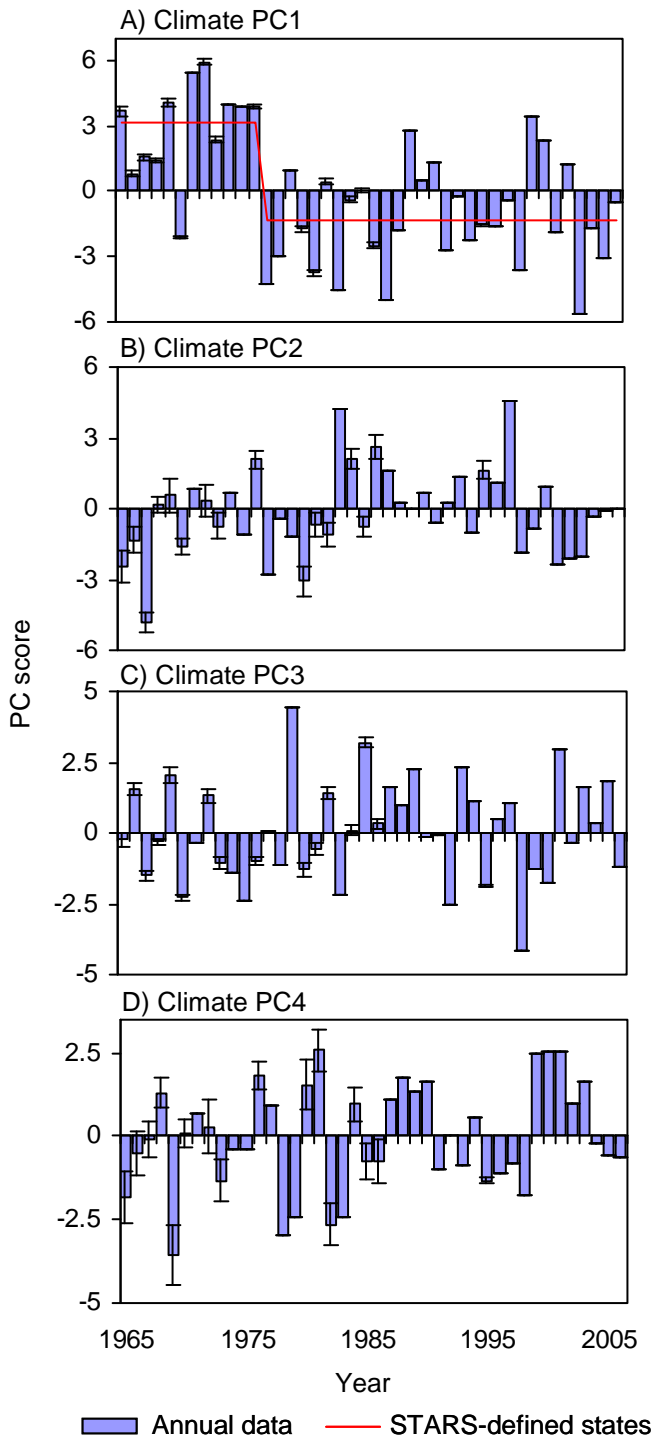 A) Climate PC1
6
3
0
-3
-6
B) Climate PC2
6
3
0
-3
-6
PC score
C) Climate PC3
5
2.5
0
-2.5
-5
D) Climate PC4
2.5
0
-2.5
-5
1965 1975 1985 1995 2005
Year
Annual data STARS-defined states